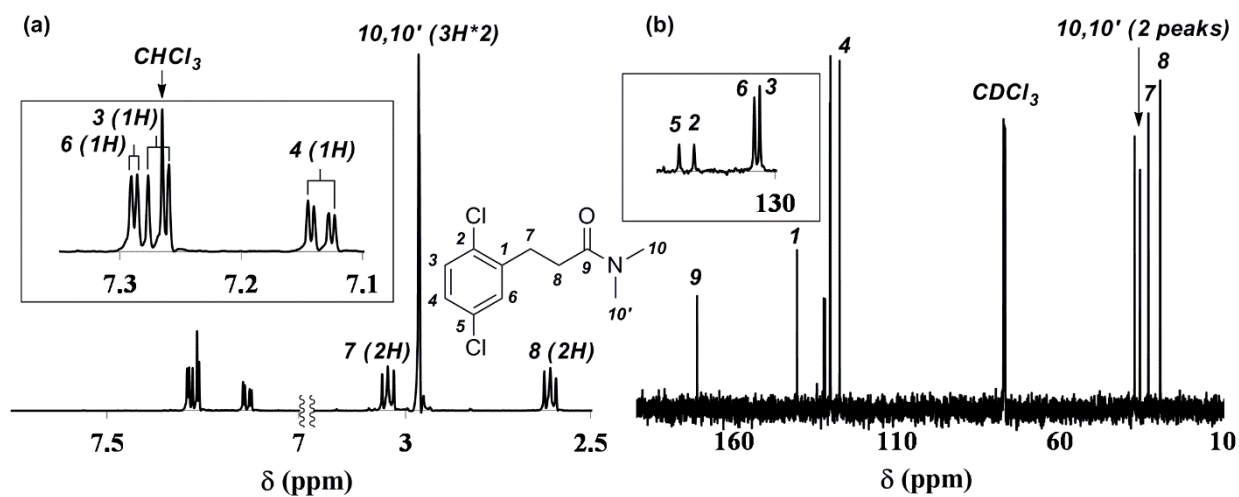 (a)
10,10' (3H*2)
CHCl3
3 (1H)
6 (1H)
4 (1H)
7.3
7.2
7.1
Cl
2
1
7
O
3
8
9
N
10
4
6
10'
5
Cl
7 (2H)
8 (2H)
7.5
7
3
2.5
δ (ppm)
(b)
4
10,10' (2 peaks)
8
6 3
5 2
7
CDCl3
130
1
9
160
110
60
10
δ (ppm)